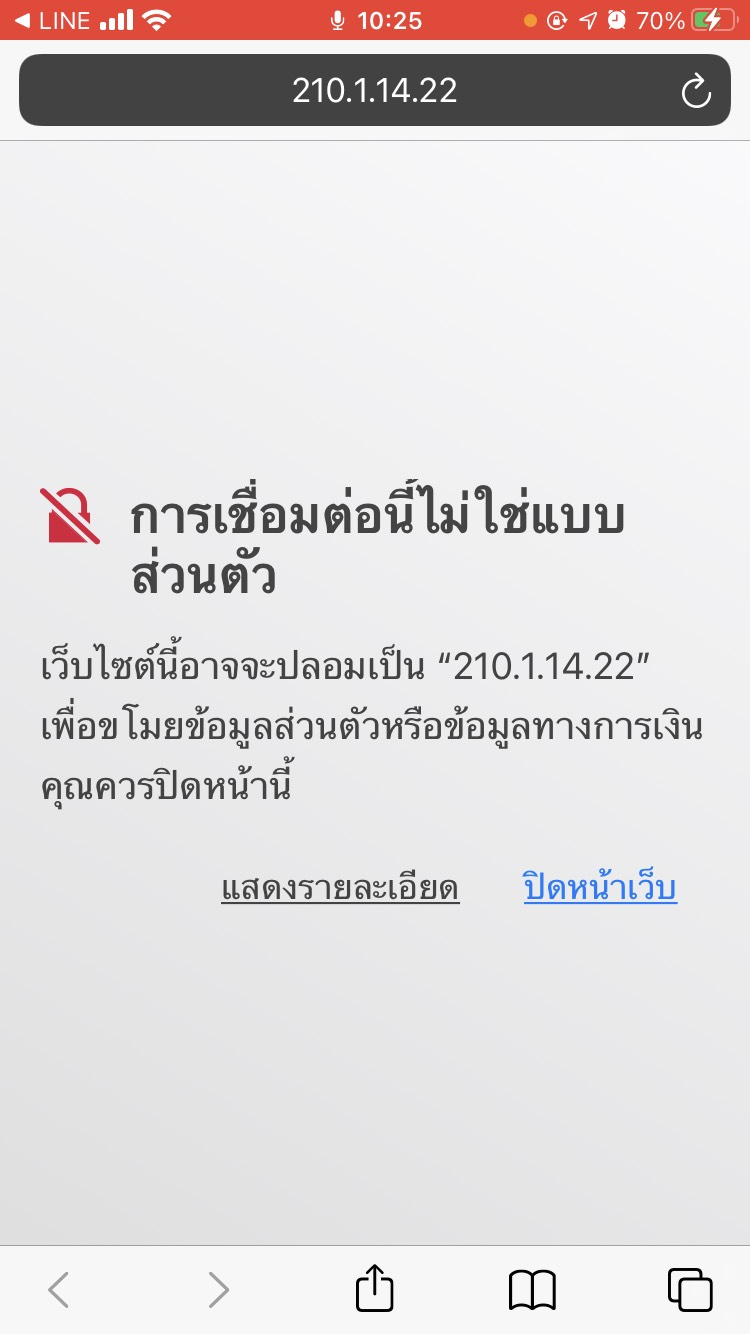 LINE 10:25 70%
210.1.14.22
การเชื่อมต่อนี้ไม่ใช่แบบ
ส่วนตัว
เว็บไซต์นี้อาจจะปลอมเป็น “210.1.14.22”
เพื่อขโมยข้อมูลส่วนตัวหรือข้อมูลทางการเงิน
คุณควรปิดหน้านี้
แสดงรายละเอียด ปิดหน้าเว็บ